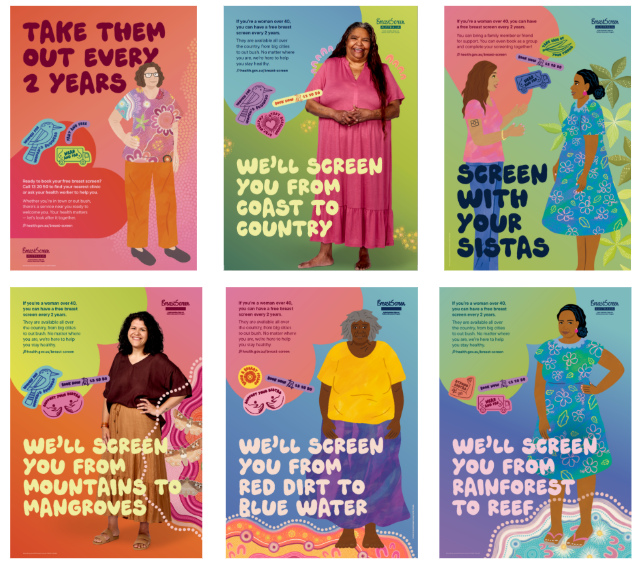 TAKE THEM
OUT EVERY
2 YEARS
Ready to book your free breast screen?
Call 13 20 50 to find your nearest clinic
or ask your health worker to help you.
Whether you're in town or out bush,
there's a service near you ready to
welcome you. Your health matters
— let's look after it together.
health.gov.au/breast-screen
BreastScreen
AUSTRALIA
If you're a woman over 40,
you can have a free breast
screen every 2 years.
They are available all over
the country, from big cities
to out bush. No matter where
you are, we're here to help
you stay healthy.
health.gov.au/breast-screen
BreastScreen
AUSTRALIA
BOOK NOW 13 20 50
WE'LL SCREEN
YOU FROM
COAST TO
COUNTRY
If you're a woman over 40, you can have
a free breast screen every 2 years.
You can bring a family member or friend
for support. You can even book as a group
and complete your screening together!
health.gov.au/breast-screen
BreastScreen
AUSTRALIA
BOOK NOW 13 20 50
SCREEN
WITH
YOUR
SISTAS
If you're a woman over 40,
you can have a free breast
screen every 2 years.
They are available all over
the country, from big cities
to out bush. No matter where
you are, we're here to help
you stay healthy.
health.gov.au/breast-screen
BreastScreen
AUSTRALIA
BOOK NOW 13 20 50
WE'LL SCREEN
YOU FROM
MOUNTAINS TO
MANGROVES
If you're a woman over 40,
you can have a free breast
screen every 2 years.
They are available all over
the country, from big cities
to out bush. No matter where
you are, we're here to help
you stay healthy.
health.gov.au/breast-screen
BreastScreen
AUSTRALIA
BOOK NOW 13 20 50
WE'LL SCREEN
YOU FROM
RED DIRT TO
BLUE WATER
If you're a woman over 40,
you can have a free breast
screen every 2 years.
They are available all over
the country, from big cities
to out bush. No matter where
you are, we're here to help
you stay healthy.
health.gov.au/breast-screen
BreastScreen
AUSTRALIA
BOOK NOW 13 20 50
WE'LL SCREEN
YOU FROM
RAINFOREST
TO REEF